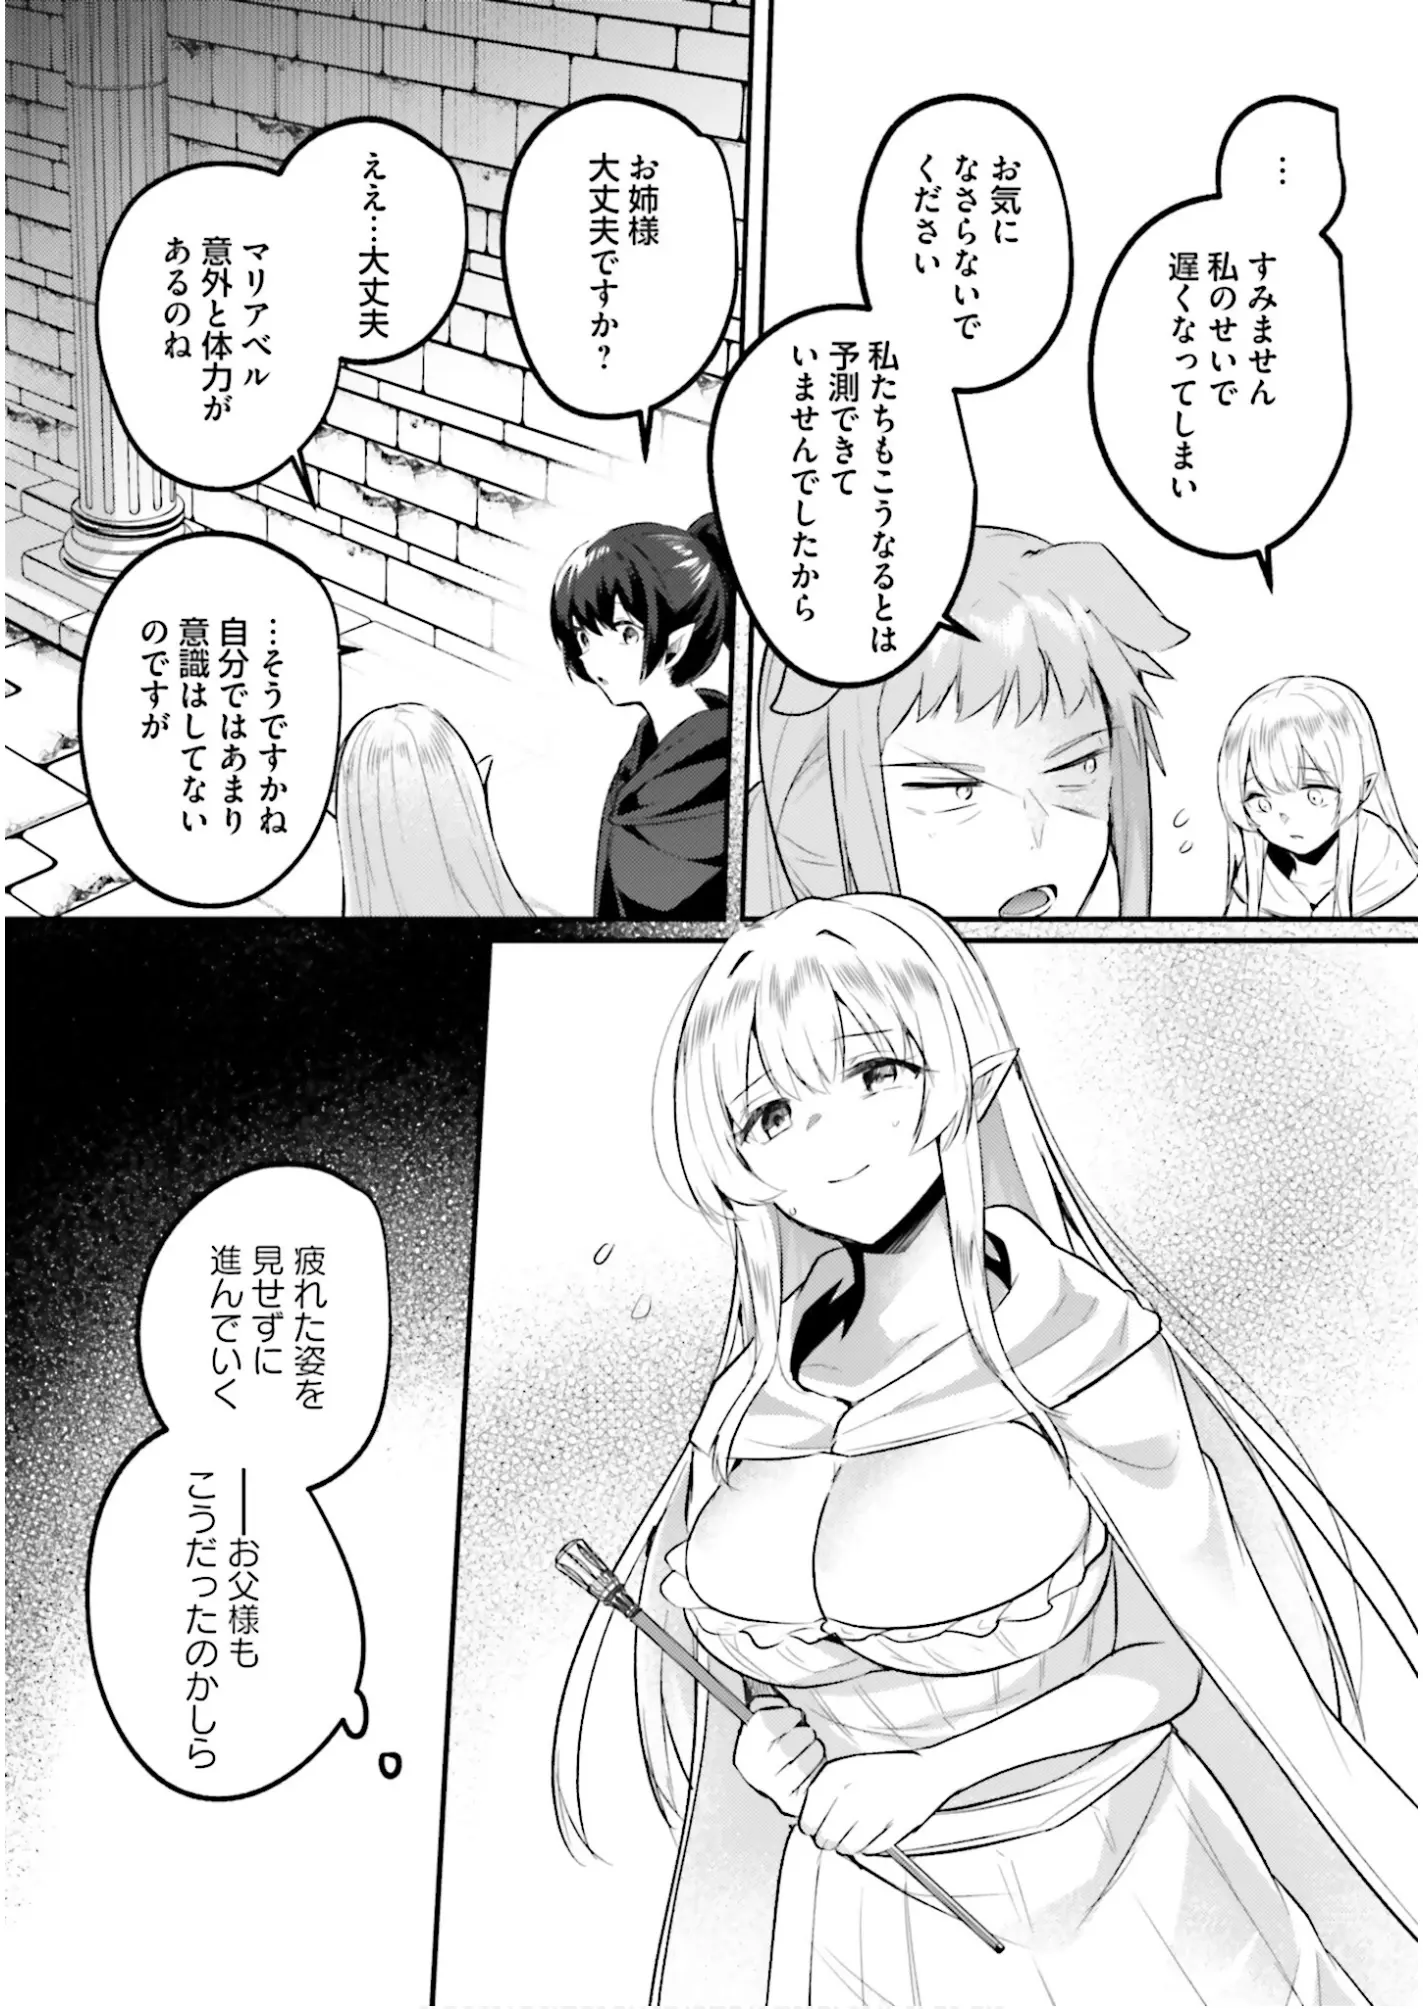 …
すみません
私のせいで
遅くなってしまい
お気に
なさらないで
ください
私たちもこうなるとは
予測できて
いませんでしたから
お姉様
大丈夫ですか？
ええ…大丈夫
マリアベル
意外と体力が
あるのね
…そうですかね
自分ではあまり
意識はしてない
のですが
疲れた姿を
見せずに
進んでいく
──お父様も
こうだったのかしら